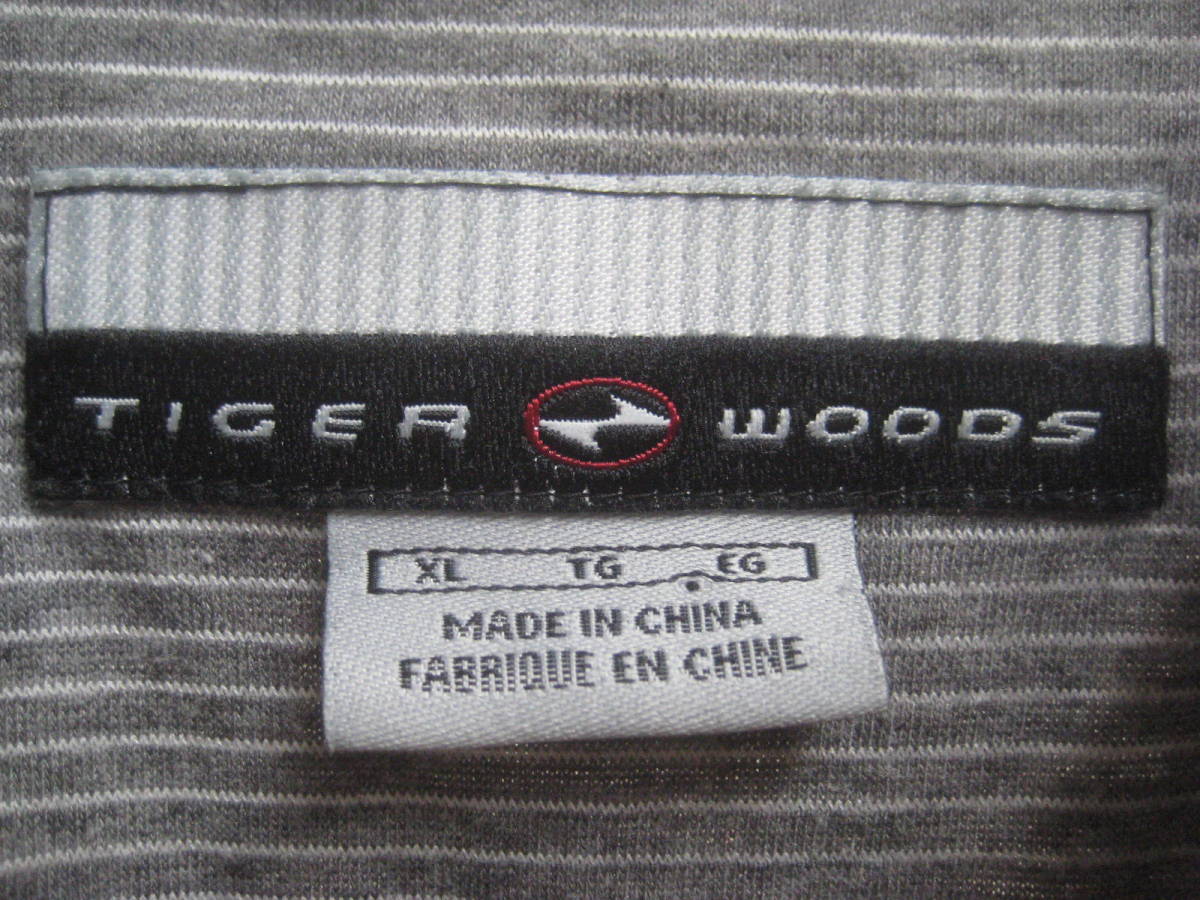 TIGER WOODS
XL TG EG
MADE IN CHINA
FABRIQUE EN CHINE